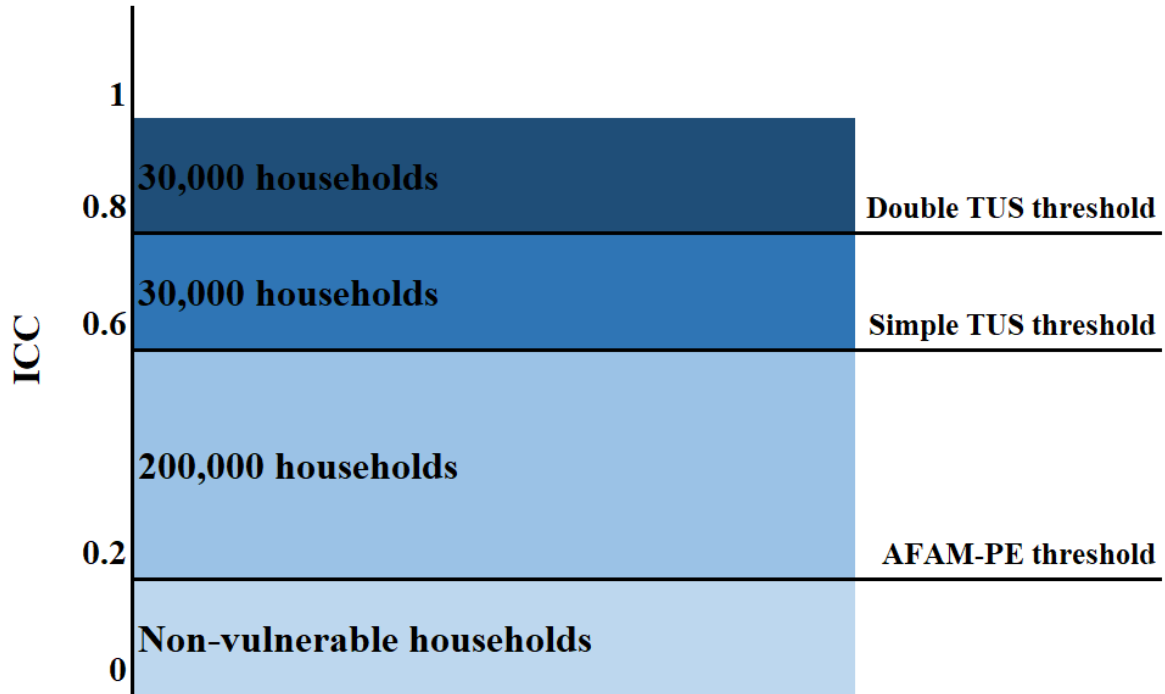 1
30,000 households
0.8
Double TUS threshold
30,000 households
0.6
Simple TUS threshold
ICC
200,000 households
0.2
AFAM-PE threshold
Non-vulnerable households
0